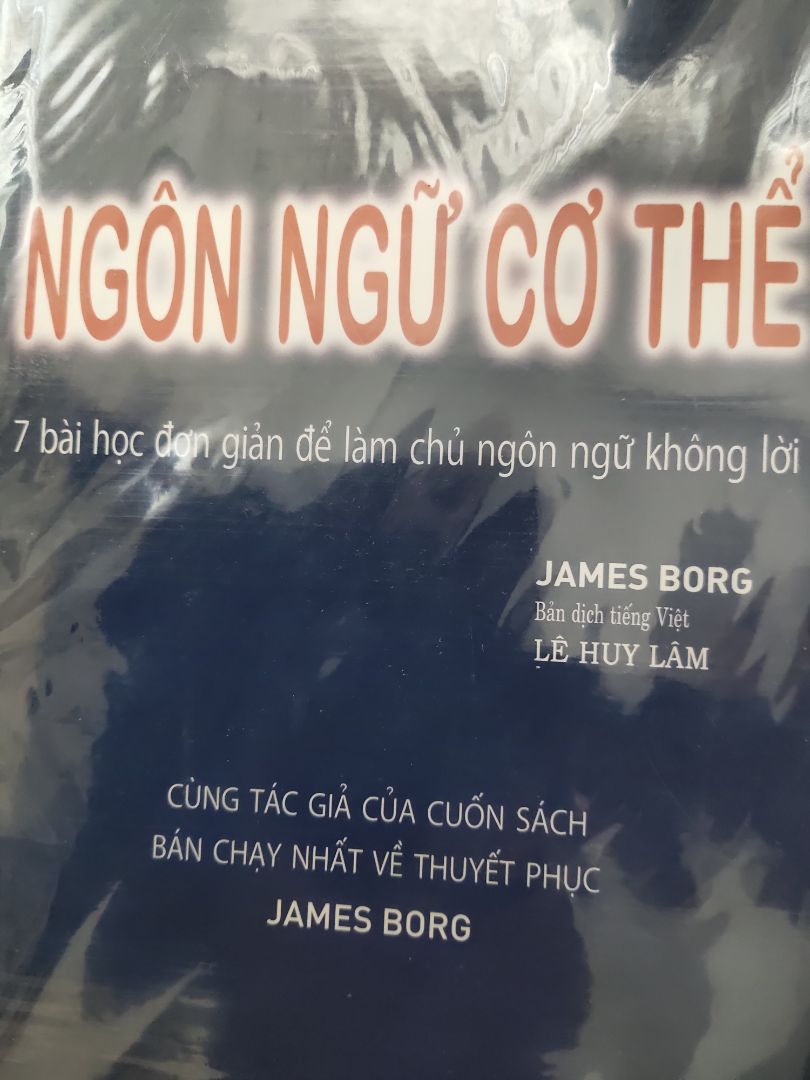 NGÔN NGỮ CƠ THỂ
7 bài học đơn giản để làm chủ ngôn ngữ không lời
JAMES BORG
Bản dịch tiếng Việt
LÊ HUY LÂM
CÙNG TÁC GIẢ CỦA CUỐN SÁCH
BÁN CHẠY NHẤT VỀ THUYẾT PHỤC
JAMES BORG